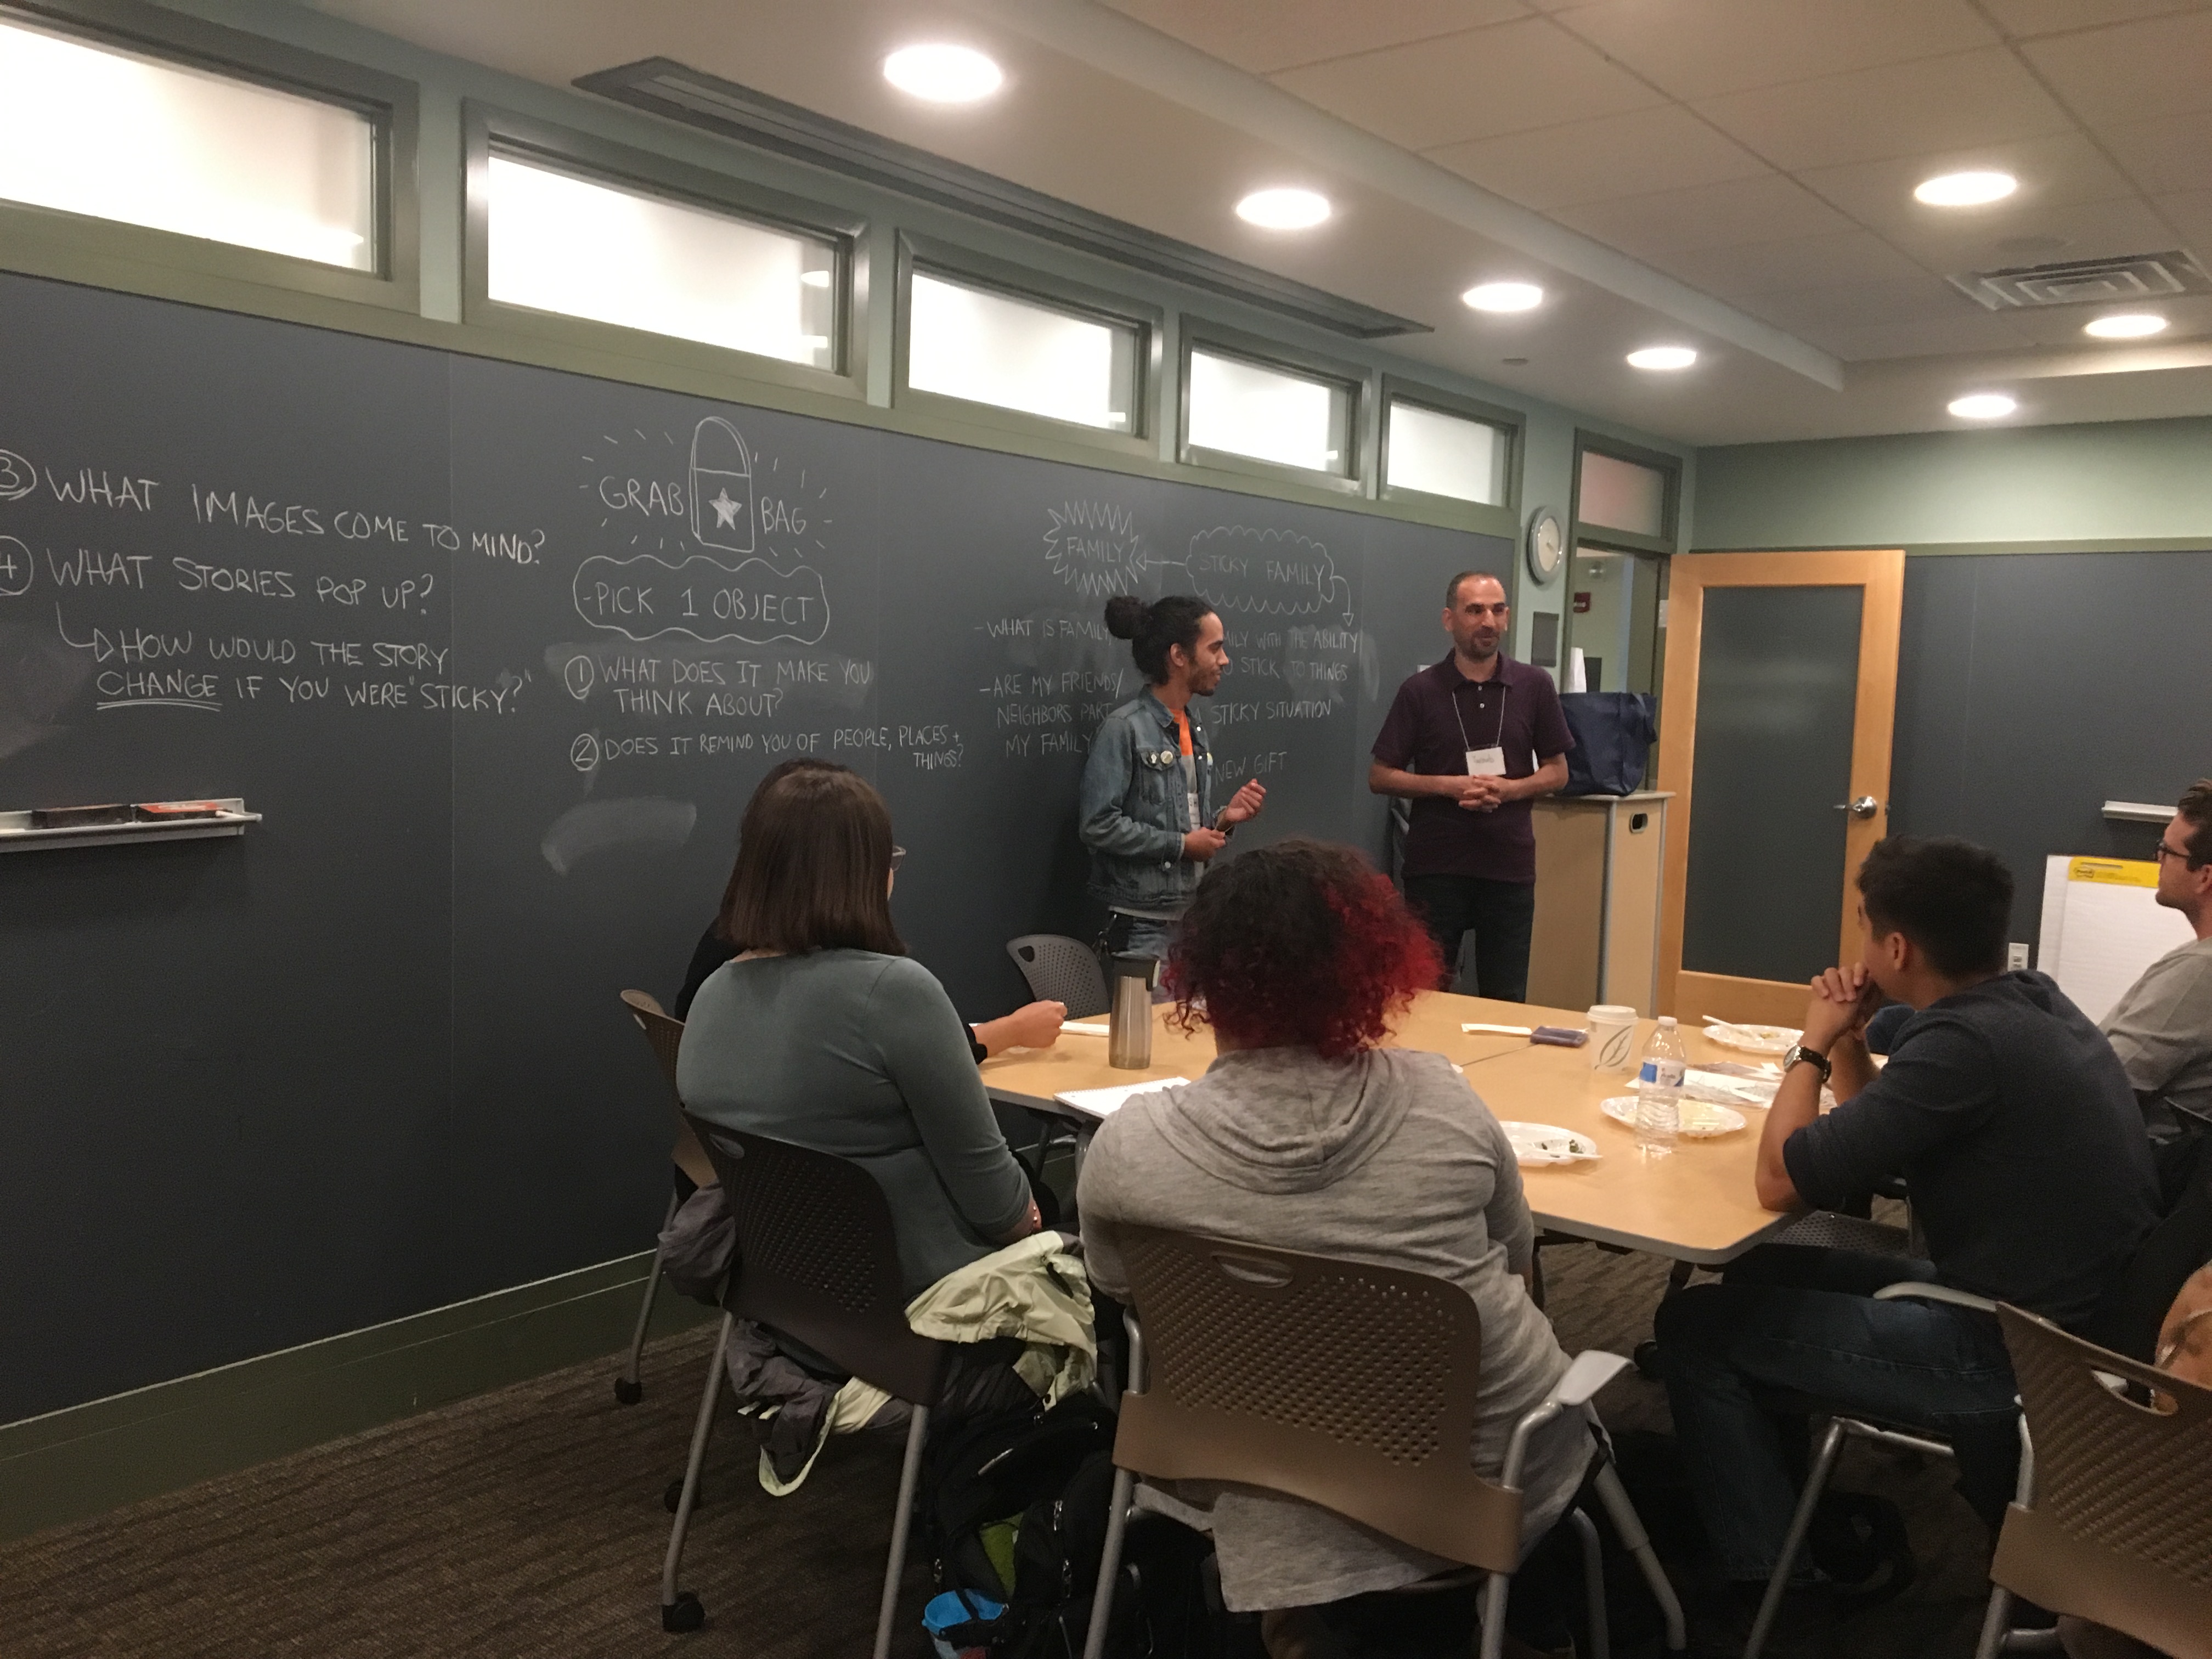 ③ WHAT IMAGES COME TO MIND?
④ WHAT STORIES POP UP?
HOW WOULD THE STORY
CHANGE IF YOU WERE "STICKY?"
GRAB BAG
-PICK 1 OBJECT
① WHAT DOES IT MAKE YOU
THINK ABOUT?
② DOES IT REMIND YOU OF PEOPLE, PLACES +
THINGS?
FAMILY
- WHAT IS FAMILY
- ARE MY FRIENDS/
NEIGHBORS PART
MY FAMILY
STICKY FAMILY
WITH THE ABILITY
STICK TO THINGS
STICKY SITUATION
NEW GIFT